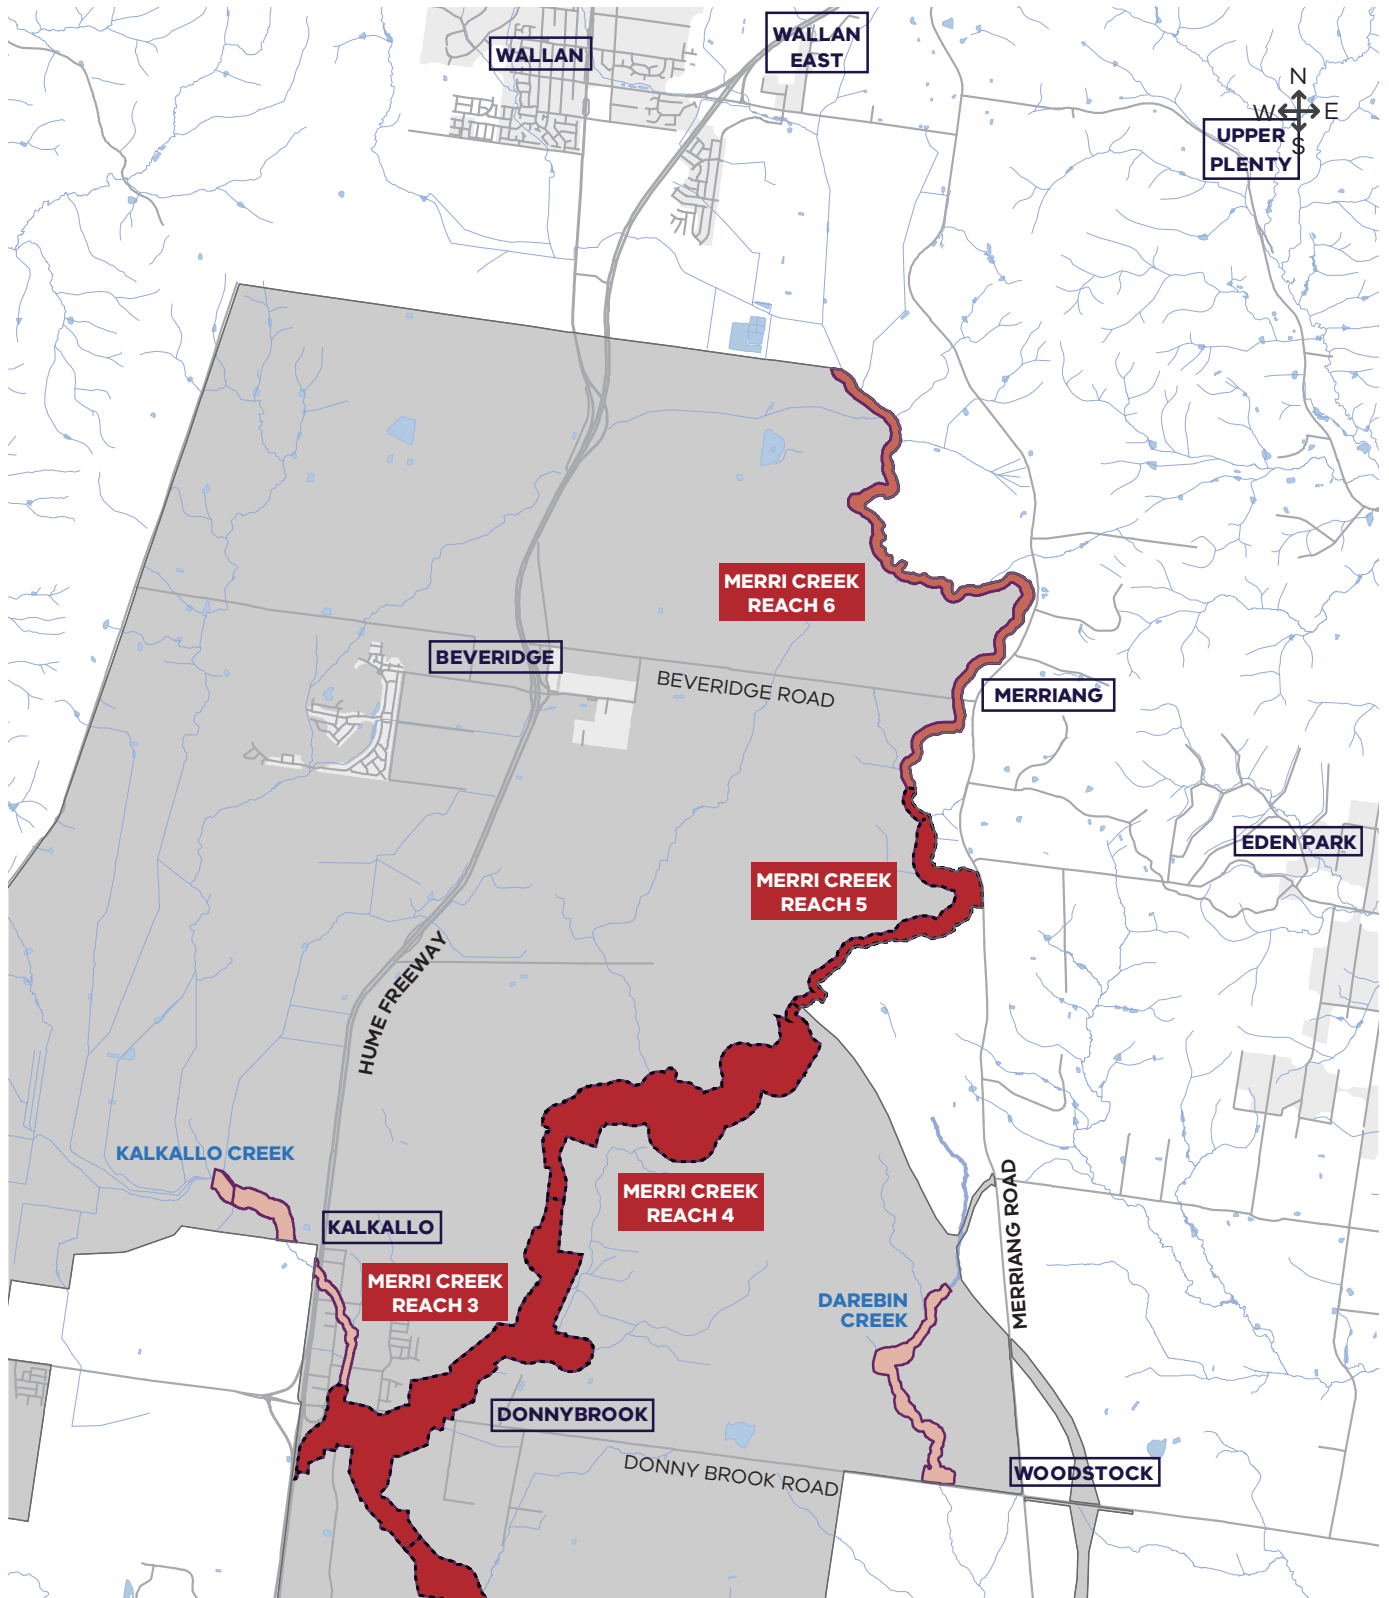 WALLAN
WALLAN
EAST
N
W
E
S
UPPER
PLENTY
MERRI CREEK
REACH 6
BEVERIDGE
BEVERIDGE ROAD
MERRIANG
EDEN PARK
MERRI CREEK
REACH 5
HUME FREEWAY
KALKALLO CREEK
MERRI CREEK
REACH 4
KALKALLO
MERRIANG ROAD
MERRI CREEK
REACH 3
DAREBIN
CREEK
DONNYBROOK
DONNY BROOK ROAD
WOODSTOCK